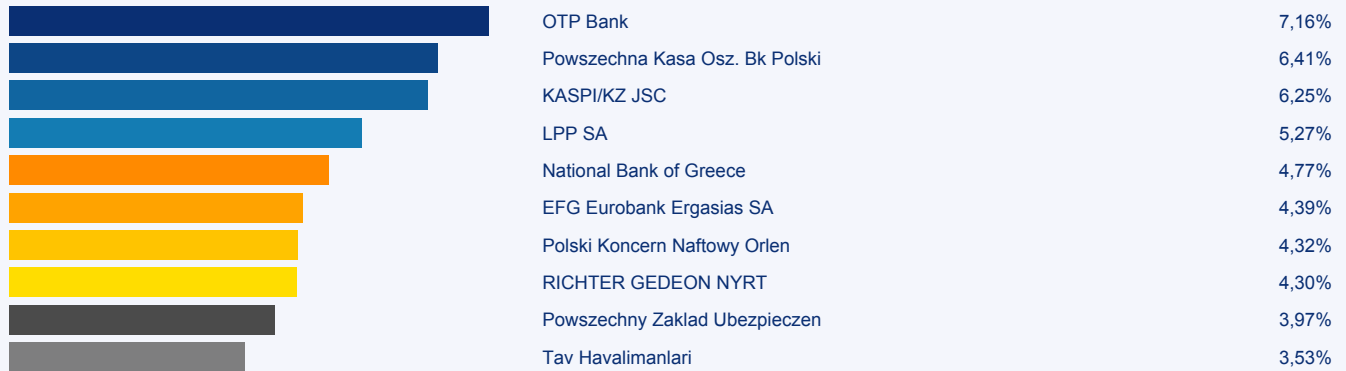 OTP Bank 7,16%
Powszechna Kasa Osz. Bk Polski 6,41%
KASPI/KZ JSC 6,25%
LPP SA 5,27%
National Bank of Greece 4,77%
EFG Eurobank Ergasias SA 4,39%
Polski Koncern Naftowy Orlen 4,32%
RICHTER GEDEON NYRT 4,30%
Powszechny Zaklad Ubezpieczen 3,97%
Tav Havalimanlari 3,53%